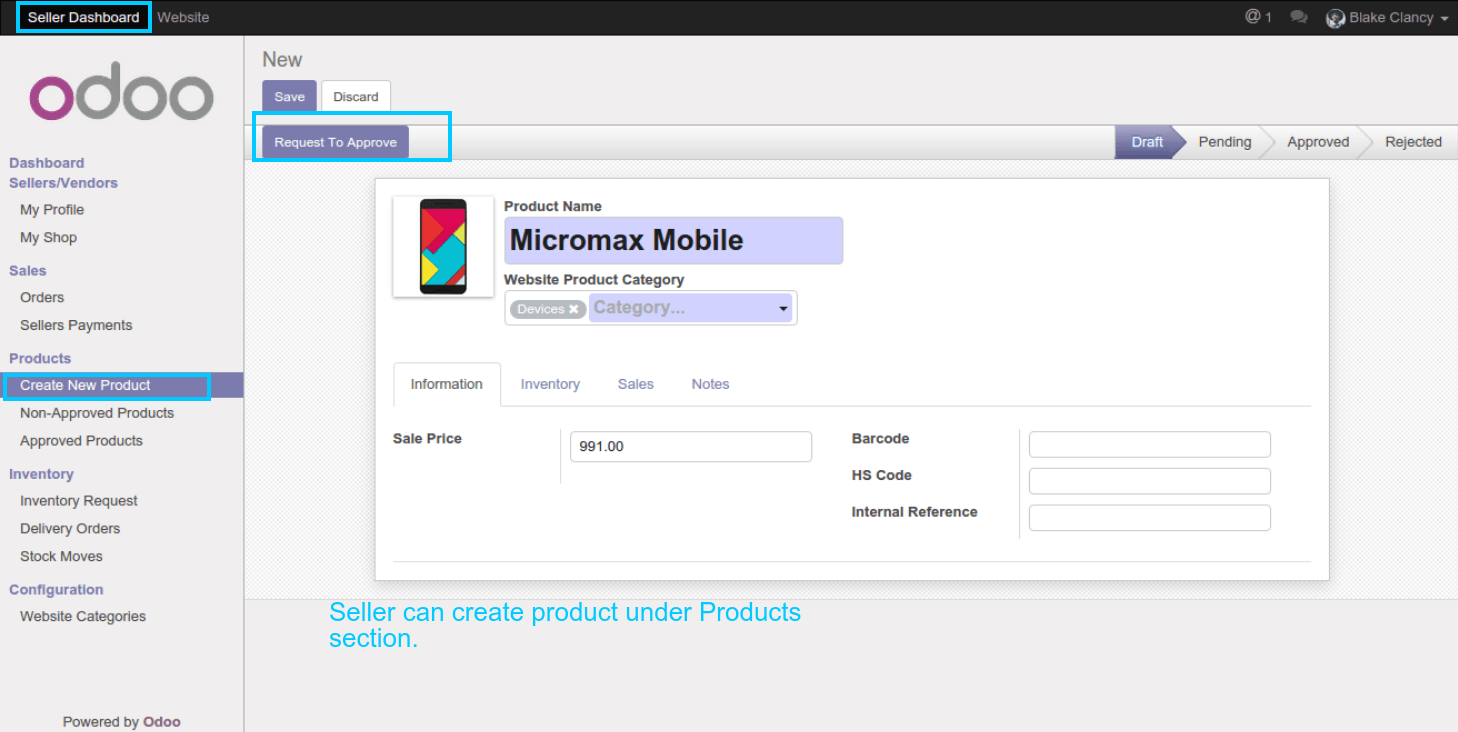 Seller Dashboard Website @ 1 Blake Clancy
odoo
Dashboard
Sellers/Vendors
My Profile
My Shop
Sales
Orders
Sellers Payments
Products
Create New Product
Non-Approved Products
Approved Products
Inventory
Inventory Request
Delivery Orders
Stock Moves
Configuration
Website Categories
Powered by Odoo
New
Save Discard
Request To Approve Draft Pending Approved Rejected
Product Name
Micromax Mobile
Website Product Category
Devices Category...
Information Inventory Sales Notes
Sale Price 991.00
Barcode
HS Code
Internal Reference
Seller can create product under Products
section.